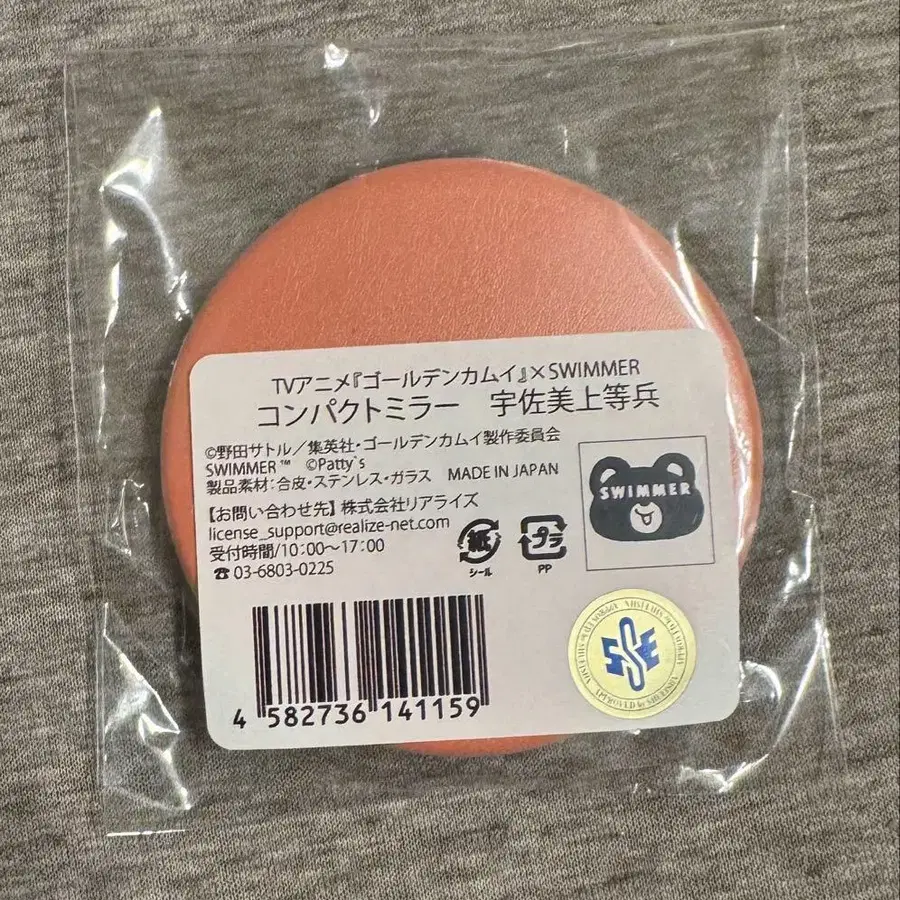 TVアニメ『ゴールデンカムイ』×SWIMMER
コンパクトミラー 宇佐美上等兵
©野田サトル/集英社・ゴールデンカムイ製作委員会
SWIMMER™ ©Patty`s
製品素材:合皮・ステンレス・ガラス MADE IN JAPAN
【お問い合わせ先】株式会社リアライズ
license_support@realize-net.com
受付時間/10:00~17:00
☎03-6803-0225
紙
シール
プラ
PP
SWIMMER
4 582736 141159
SSE
APPROVED by SHUEISHA